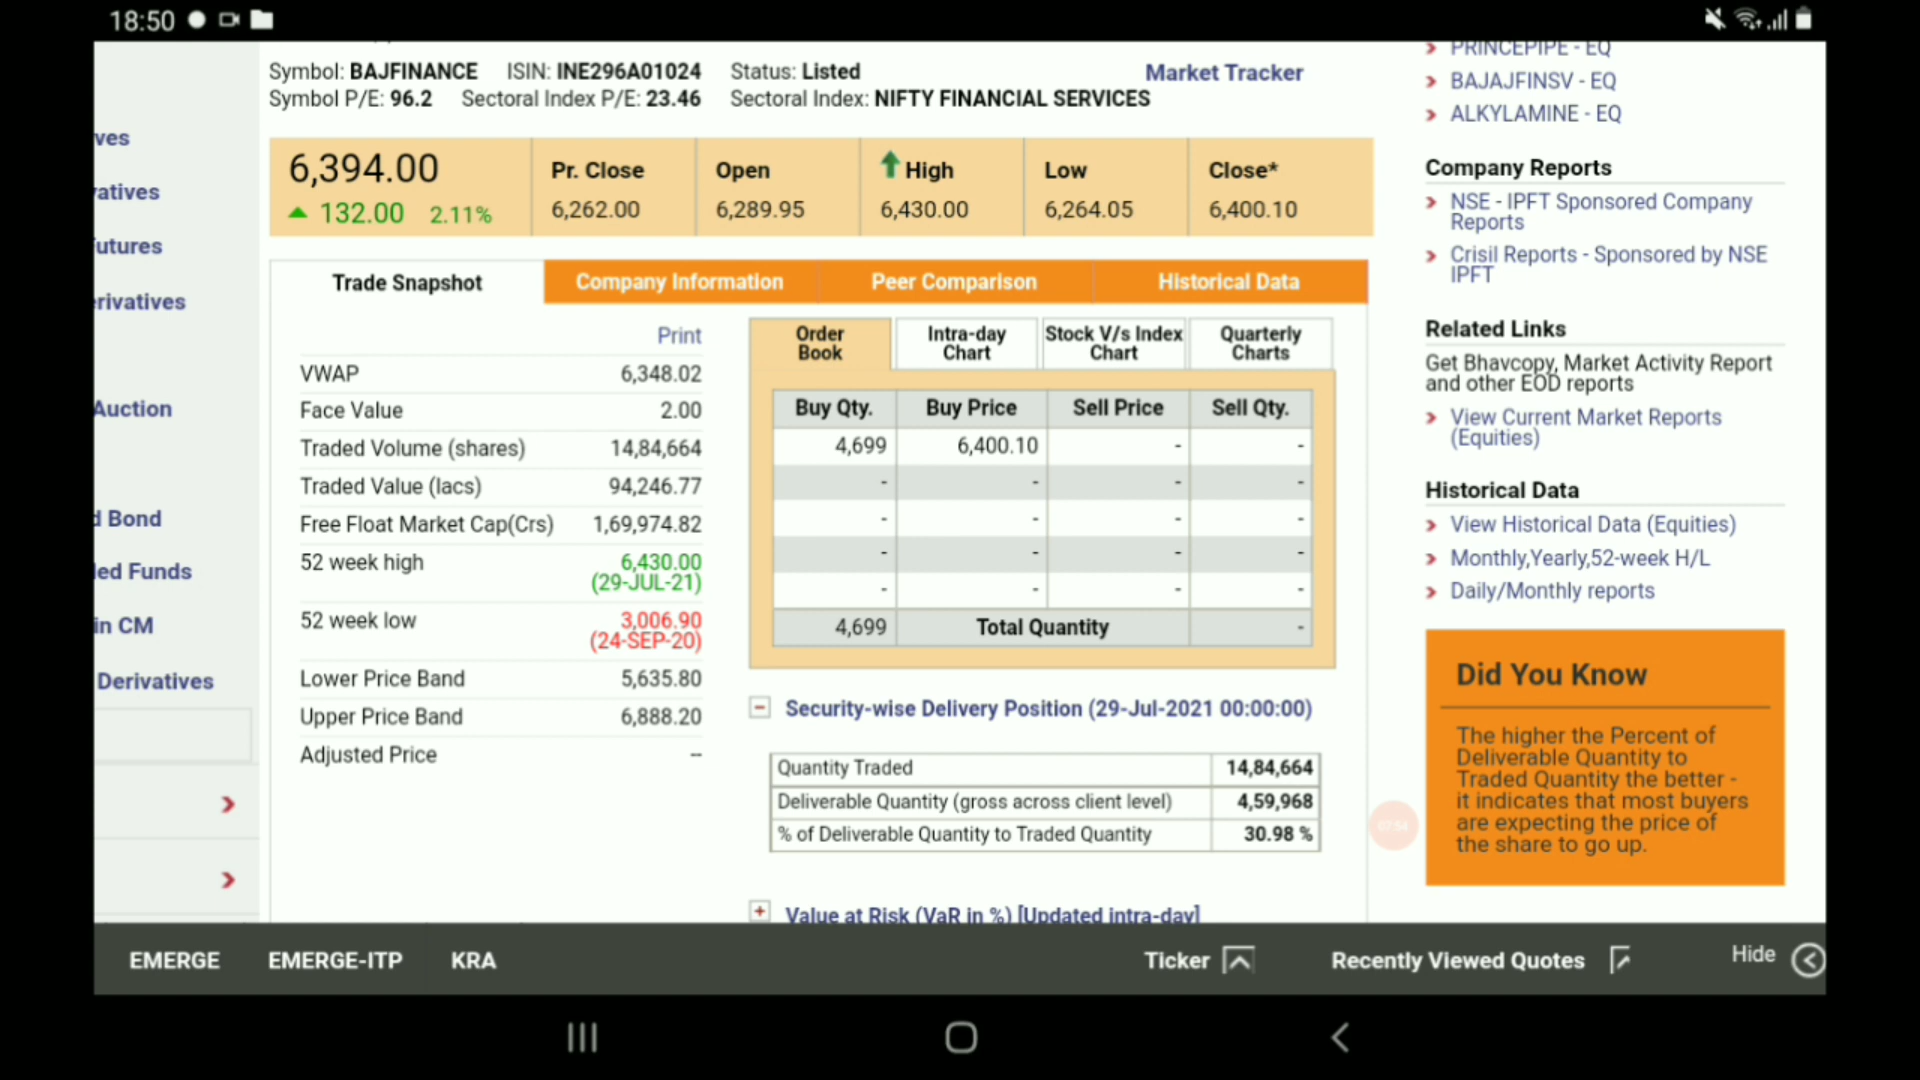 18:50
Symbol: BAJFINANCE ISIN: INE296A01024 Status: Listed Market Tracker
Symbol P/E: 96.2 Sectoral Index P/E: 23.46 Sectoral Index: NIFTY FINANCIAL SERVICES
6,394.00
132.00 2.11%
Pr. Close
6,262.00
Open
6,289.95
High
6,430.00
Low
6,264.05
Close*
6,400.10
Trade Snapshot Company Information Peer Comparison Historical Data
Print
VWAP 6,348.02
Face Value 2.00
Traded Volume (shares) 14,84,664
Traded Value (lacs) 94,246.77
Free Float Market Cap(Crs) 1,69,974.82
52 week high 6,430.00
(29-JUL-21)
52 week low 3,006.90
(24-SEP-20)
Lower Price Band 5,635.80
Upper Price Band 6,888.20
Adjusted Price --
Order
Book
Intra-day
Chart
Stock V/s Index
Chart
Quarterly
Charts
Buy Qty. Buy Price Sell Price Sell Qty.
4,699 6,400.10 - -
- - - -
- - - -
- - - -
- - - -
4,699 Total Quantity -
Security-wise Delivery Position (29-Jul-2021 00:00:00)
Quantity Traded 14,84,664
Deliverable Quantity (gross across client level) 4,59,968
% of Deliverable Quantity to Traded Quantity 30.98 %
Value at Risk (VaR in %) [Updated intra-day]
ves
vatives
Futures
erivatives
Auction
d Bond
led Funds
in CM
Derivatives
PRINCEPIPE - EQ
BAJAJFINSV - EQ
ALKYLAMINE - EQ
Company Reports
NSE - IPFT Sponsored Company
Reports
Crisil Reports - Sponsored by NSE
IPFT
Related Links
Get Bhavcopy, Market Activity Report
and other EOD reports
View Current Market Reports
(Equities)
Historical Data
View Historical Data (Equities)
Monthly,Yearly,52-week H/L
Daily/Monthly reports
Did You Know
The higher the Percent of
Deliverable Quantity to
Traded Quantity the better -
it indicates that most buyers
are expecting the price of
the share to go up.
07:54
EMERGE EMERGE-ITP KRA Ticker Recently Viewed Quotes Hide